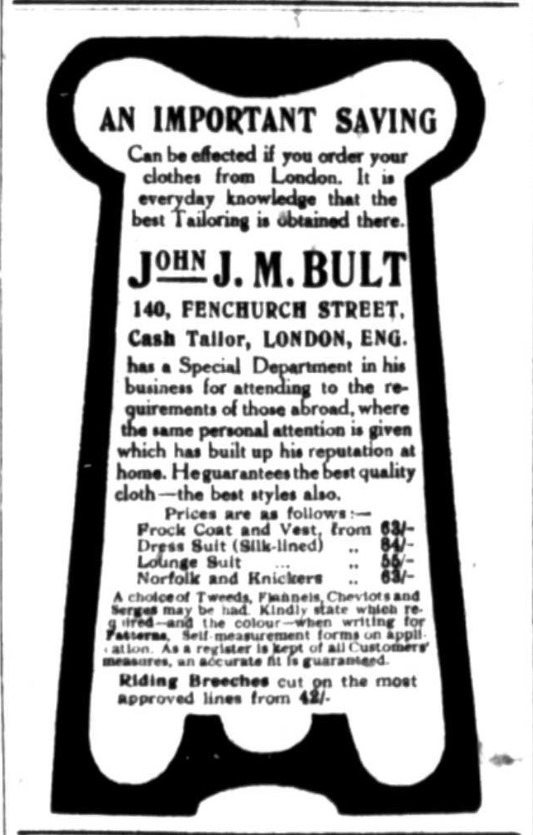 AN IMPORTANT SAVING
Can be effected if you order your
clothes from London. It is
everyday knowledge that the
best Tailoring is obtained there.
JOHN J. M. BULT
140, FENCHURCH STREET,
Cash Tailor, LONDON, ENG.
has a Special Department in his
business for attending to the re-
quirements of those abroad, where
the same personal attention is given
which has built up his reputation at
home. He guarantees the best quality
cloth—the best styles also.
Prices are as follows:—
Frock Coat and Vest, from 63/-
Dress Suit (Silk-lined) ,, 84/-
Lounge Suit ... ,, 55/-
Norfolk and Knickers ,, 63/-
A choice of Tweeds, Flannels, Cheviots and
Serges may be had. Kindly state which re-
quired—and the colour—when writing for
Patterns. Self-measurement forms on appli-
cation. As a register is kept of all Customers'
measures, an accurate fit is guaranteed.
Riding Breeches cut on the most
approved lines from 42/-